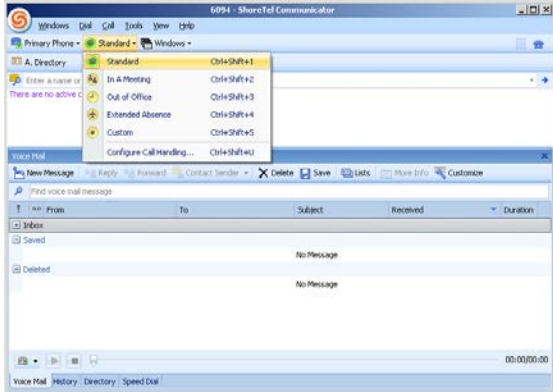 6094 - ShoreTel Communicator
Windows Dial Call Tools View Help
Primary Phone Standard Windows
A. Directory
Standard Ctrl+Shift+1
Enter a name or
In A Meeting Ctrl+Shift+2
There are no active c
Out of Office Ctrl+Shift+3
Extended Absence Ctrl+Shift+4
Custom Ctrl+Shift+5
Configure Call Handling... Ctrl+Shift+U
Voice Mail
New Message Reply Forward Contact Sender Delete Save Lists More Info Customize
Find voice mail message
! From To Subject Received Duration
Inbox
Saved
No Message
Deleted
No Message
00:00/00:00
Voice Mail History Directory Speed Dial